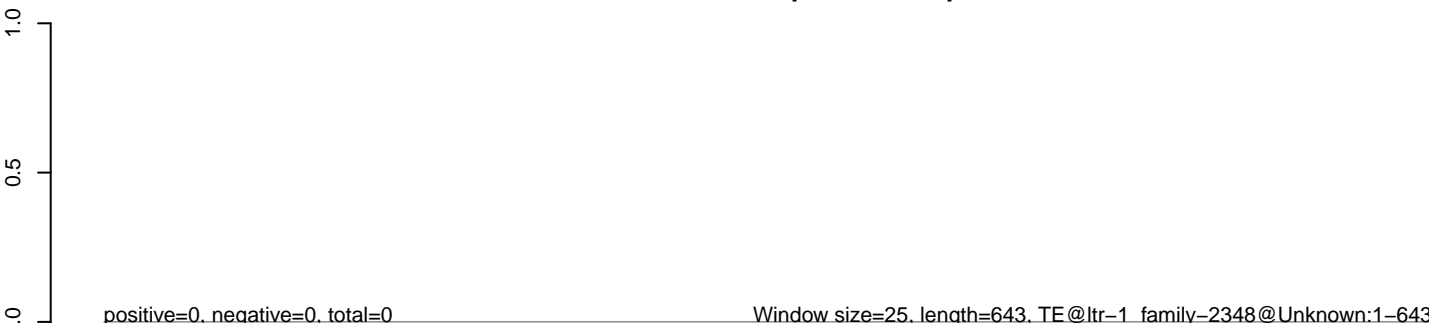 1.0
0.5
.0
positive=0, negative=0, total=0
Window size=25, length=643, TE@ltr−1_family−2348@Unknown:1−643